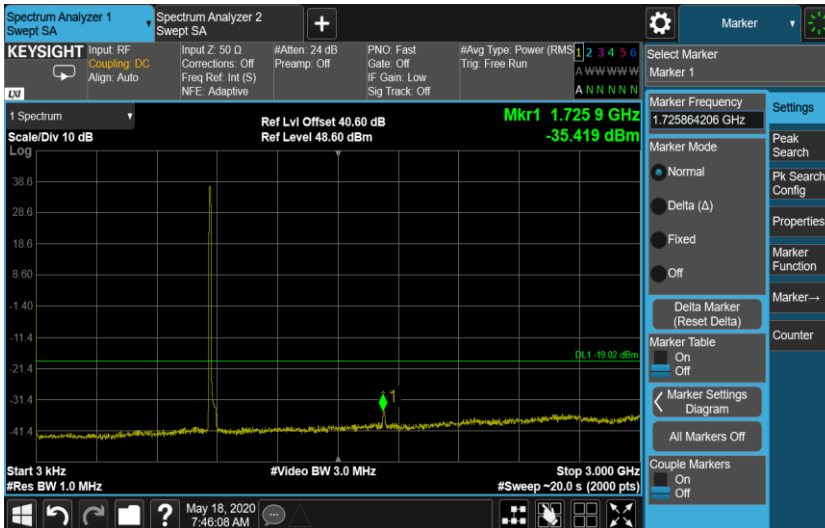 Spectrum Analyzer 1
Swept SA
Spectrum Analyzer 2
Swept SA
Marker
KEYSIGHT
LXI
Input: RF
Coupling: DC
Align: Auto
Input Z: 50 Ω
Corrections: Off
Freq Ref: Int (S)
NFE: Adaptive
#Atten: 24 dB
Preamp: Off
PNO: Fast
Gate: Off
IF Gain: Low
Sig Track: Off
#Avg Type: Power (RMS
Trig: Free Run
1 2 3 4 5 6
A W W W W W
A N N N N N
Select Marker
Marker 1
1 Spectrum
Scale/Div 10 dB
Log
Ref Lvl Offset 40.60 dB
Ref Level 48.60 dBm
Mkr1 1.725 9 GHz
-35.419 dBm
38.6
28.6
18.6
8.60
-1.40
-11.4
-21.4
-31.4
-41.4
DL1 -19.02 dBm
1
Start 3 kHz
#Res BW 1.0 MHz
#Video BW 3.0 MHz
Stop 3.000 GHz
#Sweep ~20.0 s (2000 pts)
Marker Frequency
1.725864206 GHz
Marker Mode
Normal
Delta (Δ)
Fixed
Off
Delta Marker
(Reset Delta)
Marker Table
On
Off
Marker Settings
Diagram
All Markers Off
Couple Markers
On
Off
Settings
Peak
Search
Pk Search
Config
Properties
Marker
Function
Marker→
Counter
?
May 18, 2020
7:46:08 AM